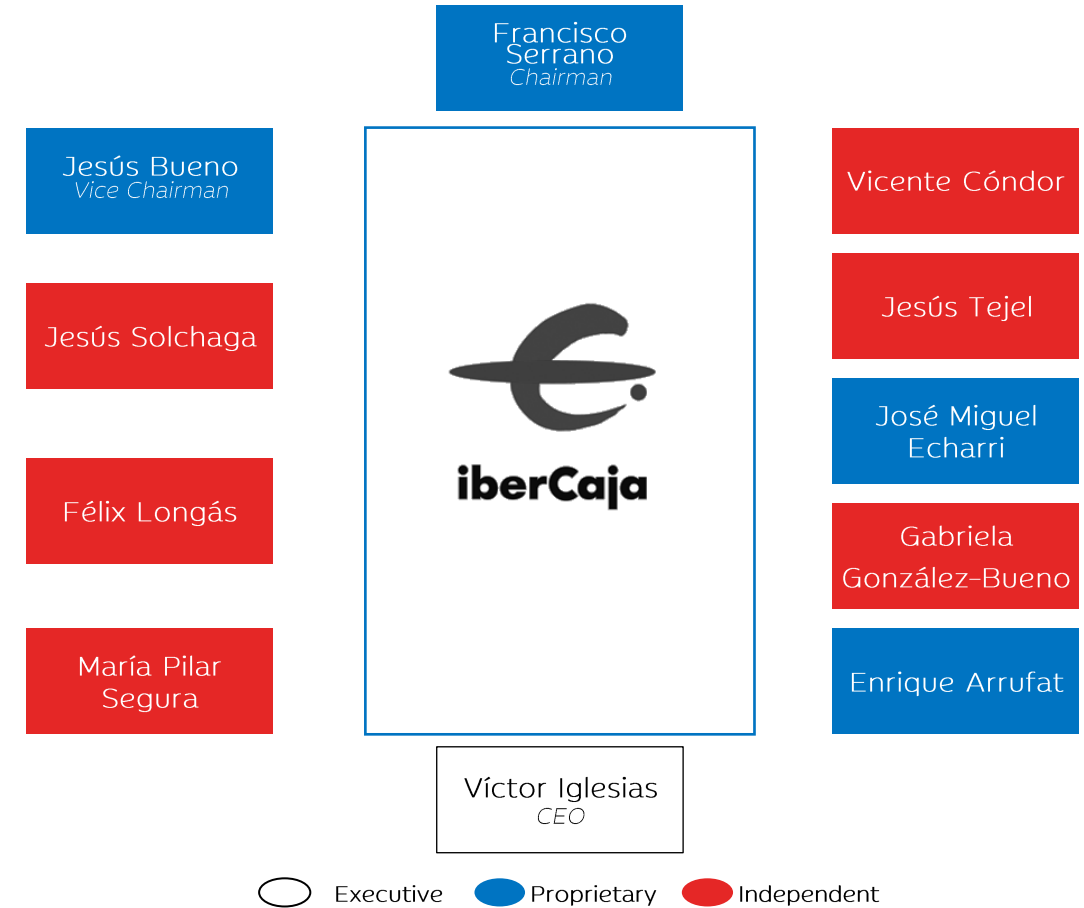 Francisco
Serrano
Chairman
Jesús Bueno
Vice Chairman
Jesús Solchaga
Félix Longás
María Pilar
Segura
iberCaja
Vicente Cóndor
Jesús Tejel
José Miguel
Echarri
Gabriela
González-Bueno
Enrique Arrufat
Víctor Iglesias
CEO
Executive
Proprietary
Independent